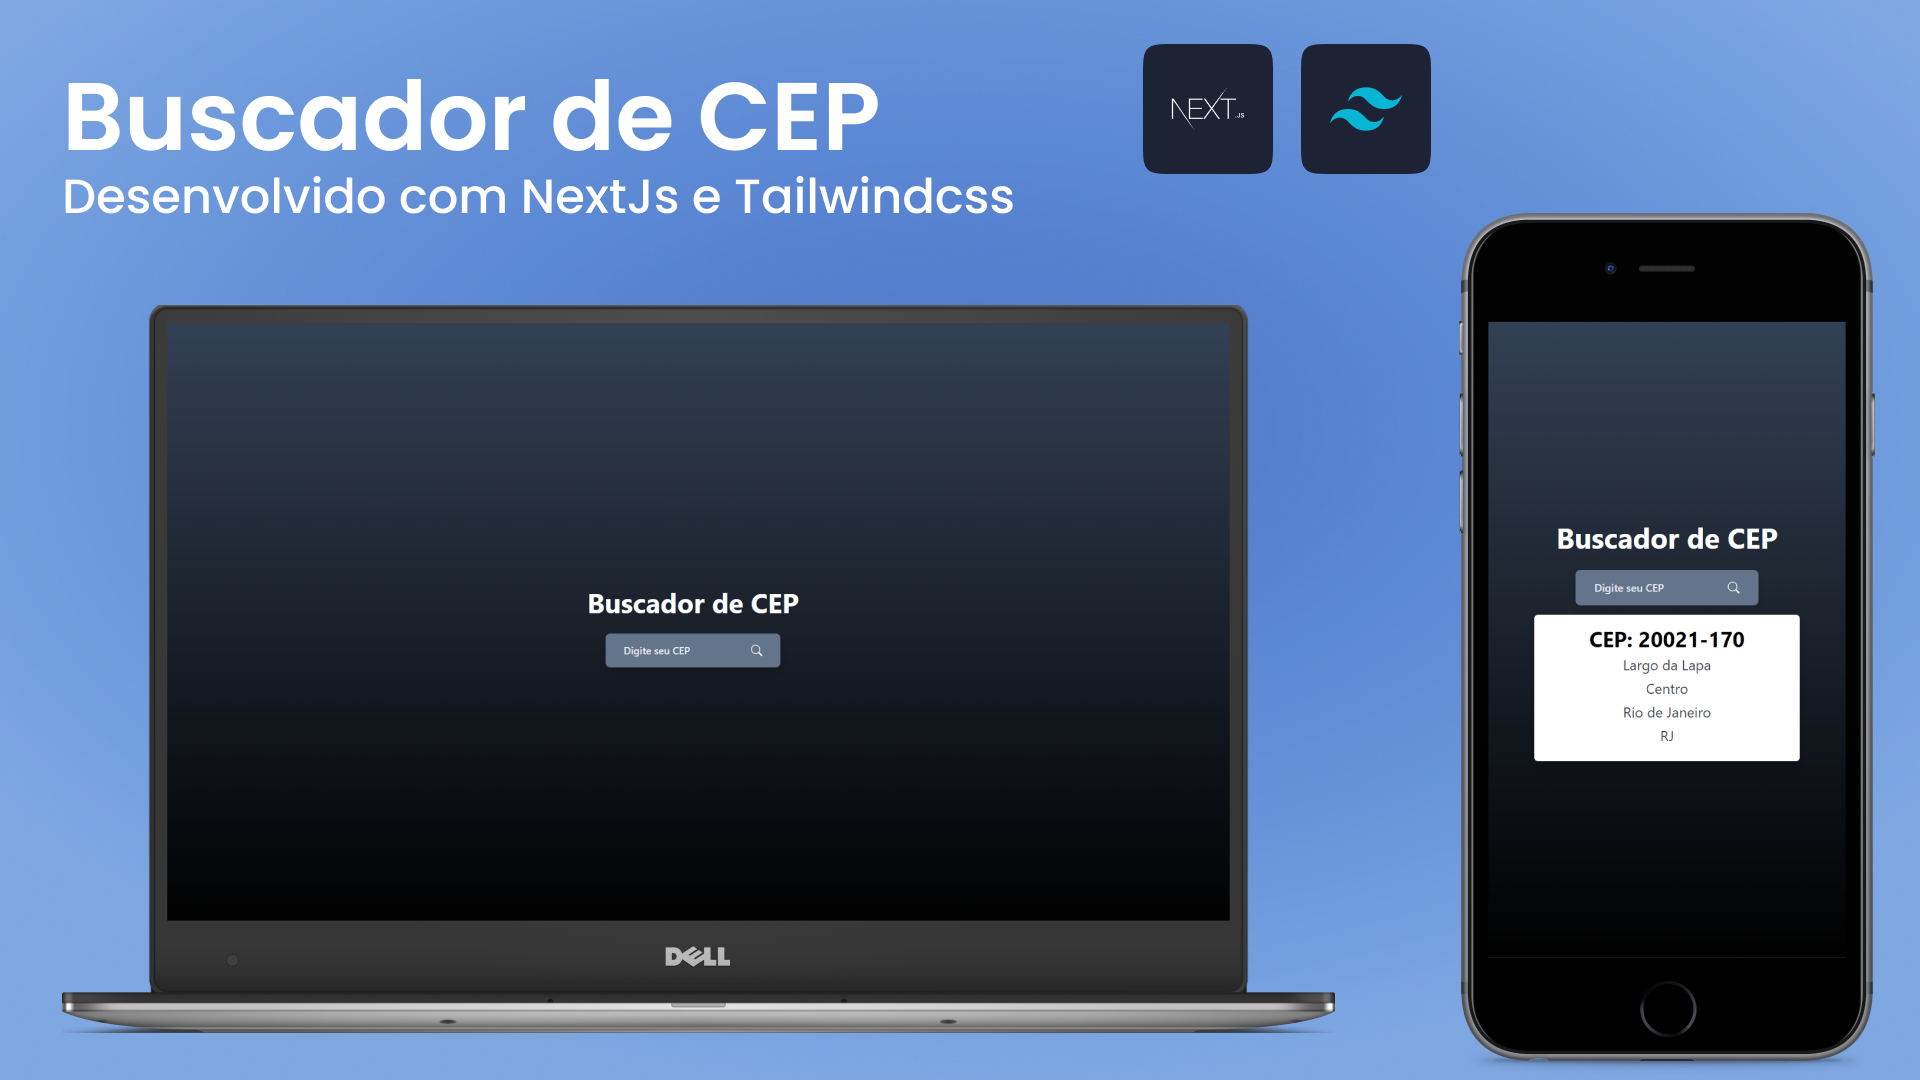 Buscador de CEP
Desenvolvido com NextJs e Tailwindcss
NEXT.JS
Buscador de CEP
Digite seu CEP
DELL
Buscador de CEP
Digite seu CEP
CEP: 20021-170
Largo da Lapa
Centro
Rio de Janeiro
RJ